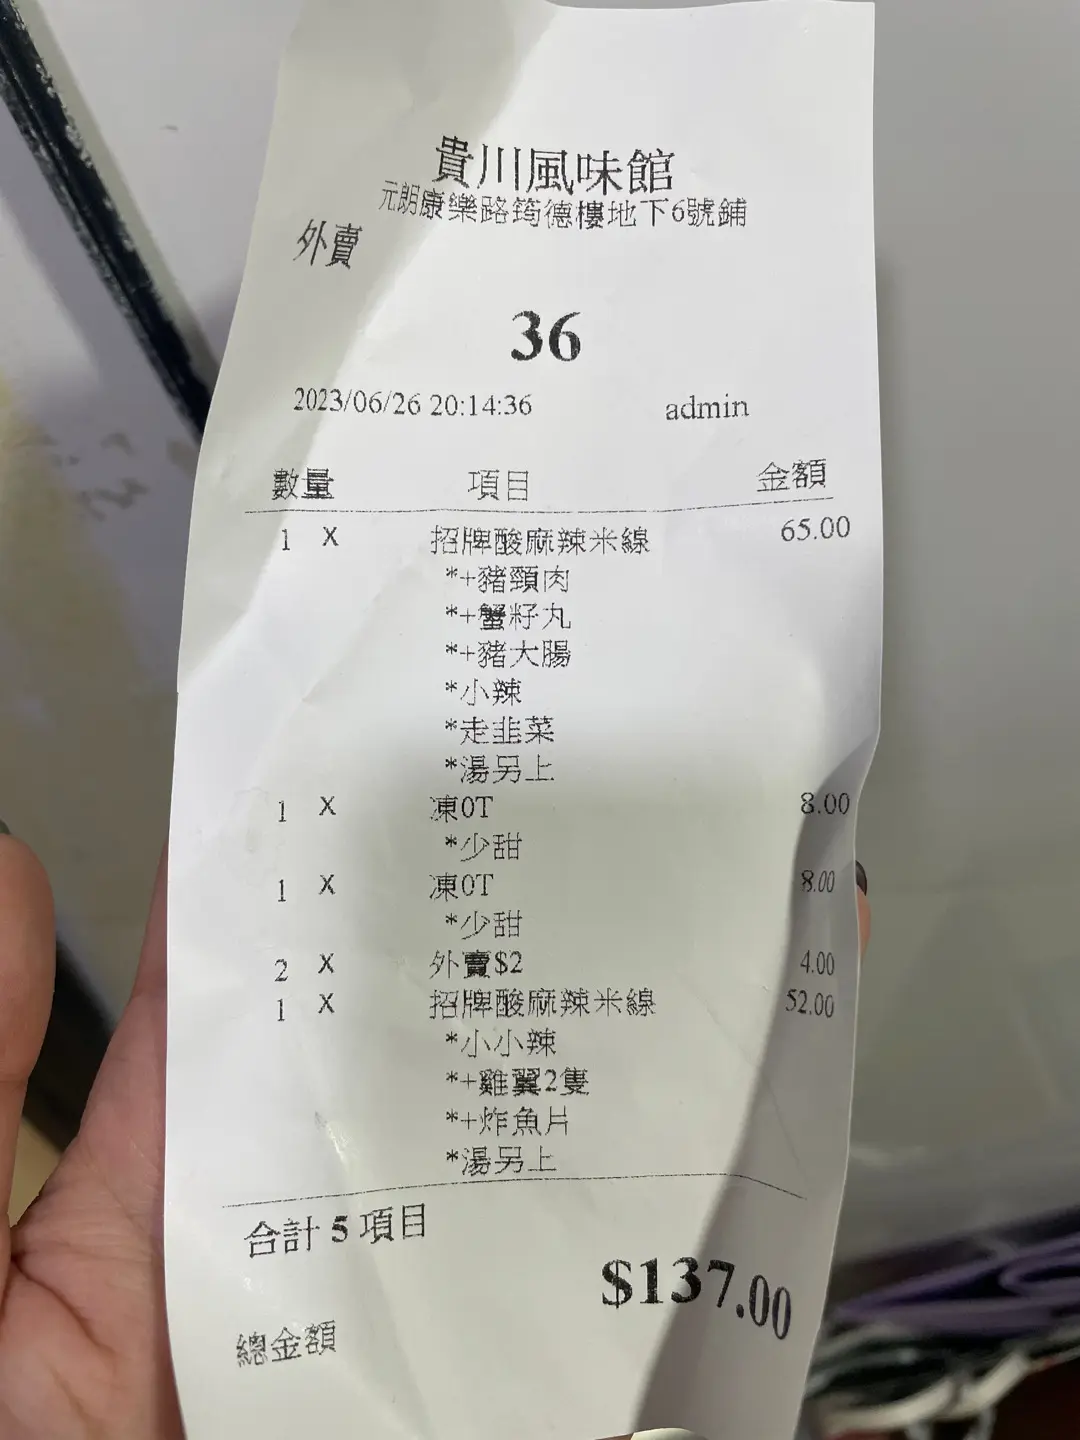 貴川風味館
元朗康樂路筠德樓地下6號鋪
外賣
36
2023/06/26 20:14:36 admin
數量 項目 金額
1 X 招牌酸麻辣米線 65.00
*+豬頸肉
*+蟹籽丸
*+豬大腸
*小辣
*走韭菜
*湯另上
1 X 凍0T 8.00
*少甜
1 X 凍0T 8.00
*少甜
2 X 外賣$2 4.00
1 X 招牌酸麻辣米線 52.00
*小小辣
*+雞翼2隻
*+炸魚片
*湯另上
合計 5 項目
$137.00
總金額